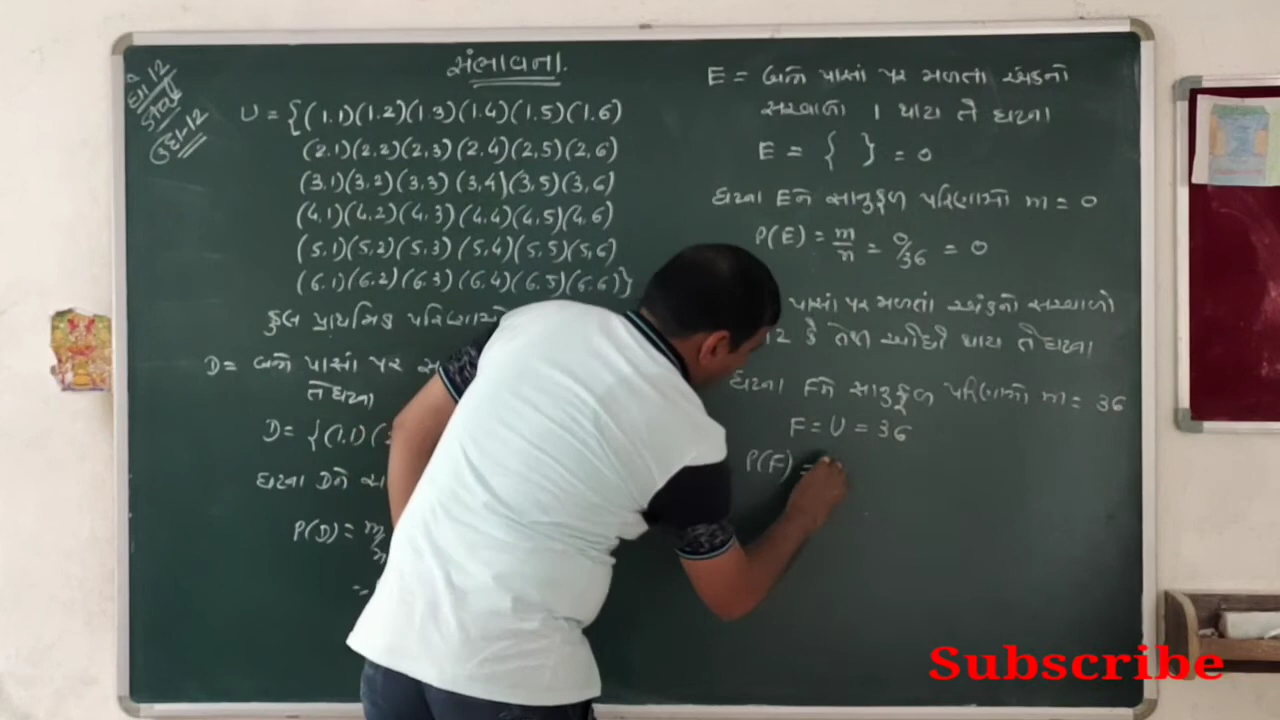 ધો 12
Stat
ઉદા-12
સંભાવના.
U = {(1.1)(1.2)(1.3)(1.4)(1.5)(1.6)
(2.1)(2,2)(2,3)(2,4)(2,5)(2,6)
(3.1)(3,2)(3,3)(3,4)(3,5)(3,6)
(4,1)(4,2)(4,3)(4,4)(4,5)(4,6)
(5.1)(5.2)(5,3)(5,4)(5,5)(5,6)
(6.1)(6.2)(6.3)(6.4)(6.5)(6.6)}
કુલ પ્રાથમિક પરિણામો
D = બંને પાસાં પર
તે ઘટના
D = {(1,1)
ઘટના Dને
P(D) = m/n
=
E = બંને પાસાં પર મળતા અંકનો
સરવાળો 1 થાય તે ઘટના
E = { } = 0
ઘટના Eને સાનુકૂળ પરિણામો m = 0
P(E) = m/n = 0/36 = 0
પાસાં પર મળતાં અંકનો સરવાળો
12 કે તેથી ઓછો થાય તે ઘટના
ઘટના Fને સાનુકૂળ પરિણામો m = 36
F = U = 36
P(F) =
Subscribe